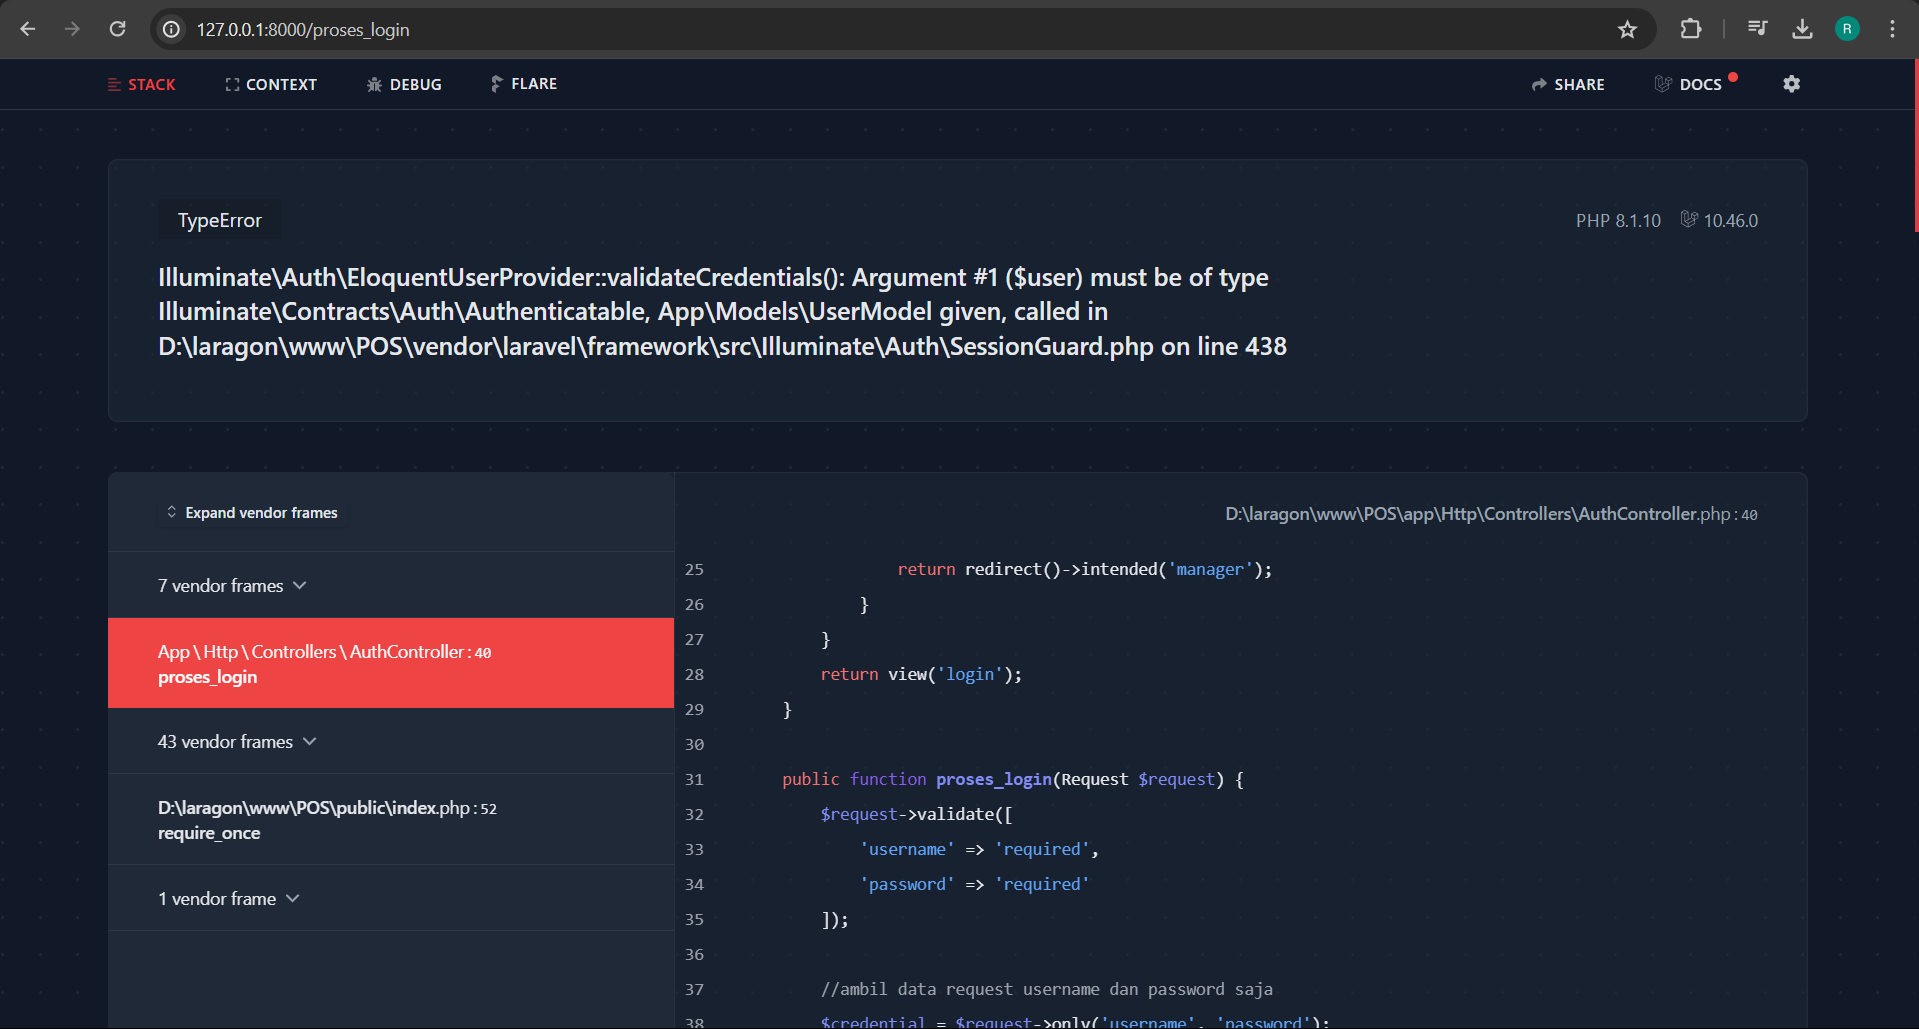 127.0.0.1:8000/proses_login
R
STACK
CONTEXT
DEBUG
FLARE
SHARE
DOCS
TypeError
PHP 8.1.10
10.46.0
Illuminate\Auth\EloquentUserProvider::validateCredentials(): Argument #1 ($user) must be of type
Illuminate\Contracts\Auth\Authenticatable, App\Models\UserModel given, called in
D:\laragon\www\POS\vendor\laravel\framework\src\Illuminate\Auth\SessionGuard.php on line 438
Expand vendor frames
7 vendor frames
App\Http\Controllers\AuthController:40
proses_login
43 vendor frames
D:\laragon\www\POS\public\index.php:52
require_once
1 vendor frame
D:\laragon\www\POS\app\Http\Controllers\AuthController.php:40
25 return redirect()->intended('manager');
26 }
27 }
28 return view('login');
29 }
30
31 public function proses_login(Request $request) {
32 $request->validate([
33 'username' => 'required',
34 'password' => 'required'
35 ]);
36
37 //ambil data request username dan password saja
38 $credential = $request->only('username', 'password');